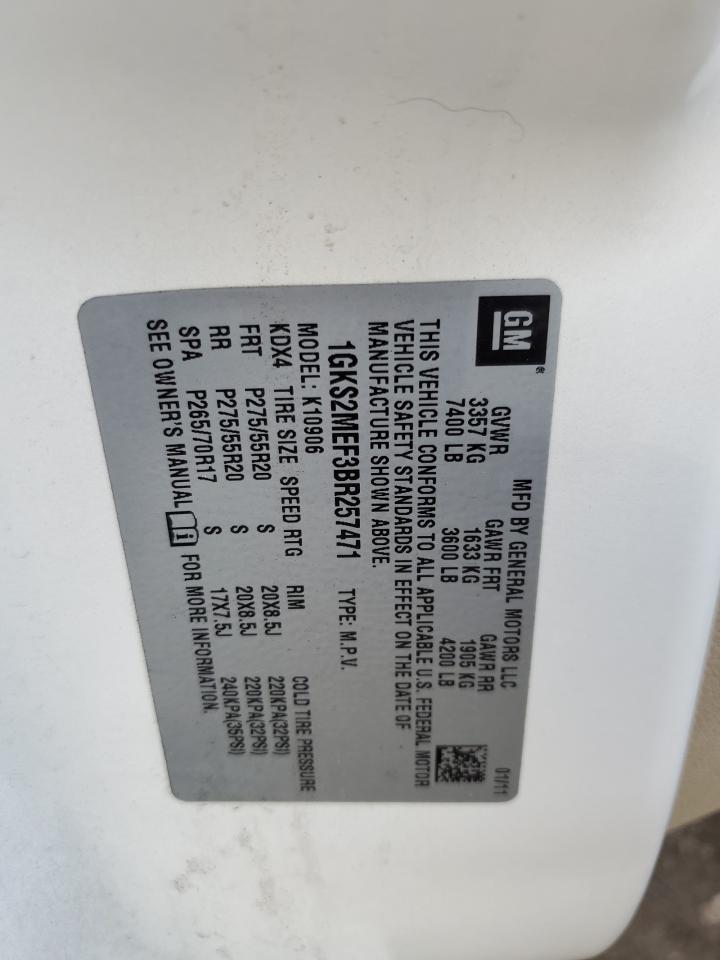 GM ®
MFD BY GENERAL MOTORS LLC 01/11
GVWR GAWR FRT GAWR RR
3357 KG 1633 KG 1905 KG
7400 LB 3600 LB 4200 LB
THIS VEHICLE CONFORMS TO ALL APPLICABLE U.S. FEDERAL MOTOR
VEHICLE SAFETY STANDARDS IN EFFECT ON THE DATE OF
MANUFACTURE SHOWN ABOVE.
1GKS2MEF3BR257471 TYPE: M.P.V.
MODEL: K10906
KDX4 TIRE SIZE SPEED RTG RIM COLD TIRE PRESSURE
FRT P275/55R20 S 20X8.5J 220KPA(32PSI)
RR P275/55R20 S 20X8.5J 220KPA(32PSI)
SPA P265/70R17 S 17X7.5J 240KPA(35PSI)
SEE OWNER'S MANUAL FOR MORE INFORMATION.